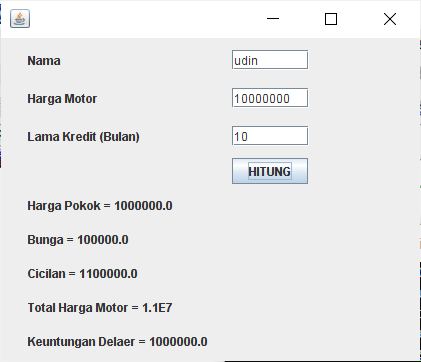 Nama udin
Harga Motor 10000000
Lama Kredit (Bulan) 10
HITUNG
Harga Pokok = 1000000.0
Bunga = 100000.0
Cicilan = 1100000.0
Total Harga Motor = 1.1E7
Keuntungan Delaer = 1000000.0